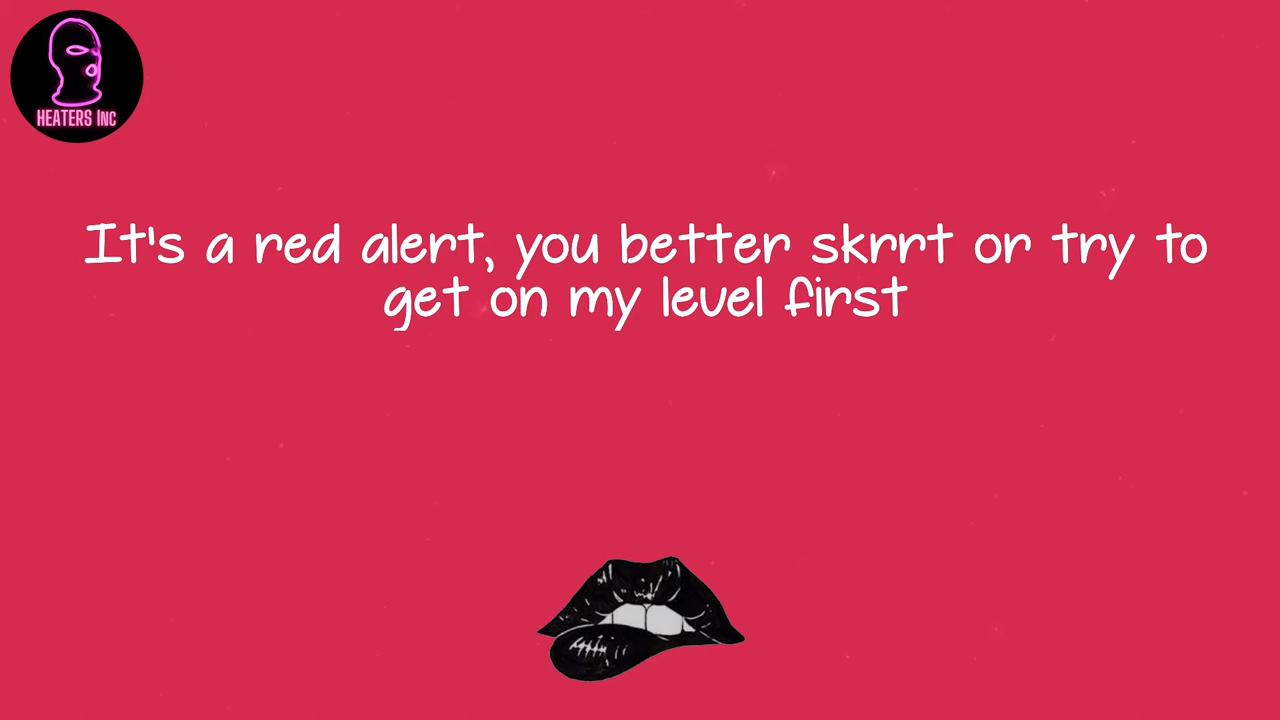 HEATERS Inc
It's a red alert, you better skrrt or try to
get on my level first